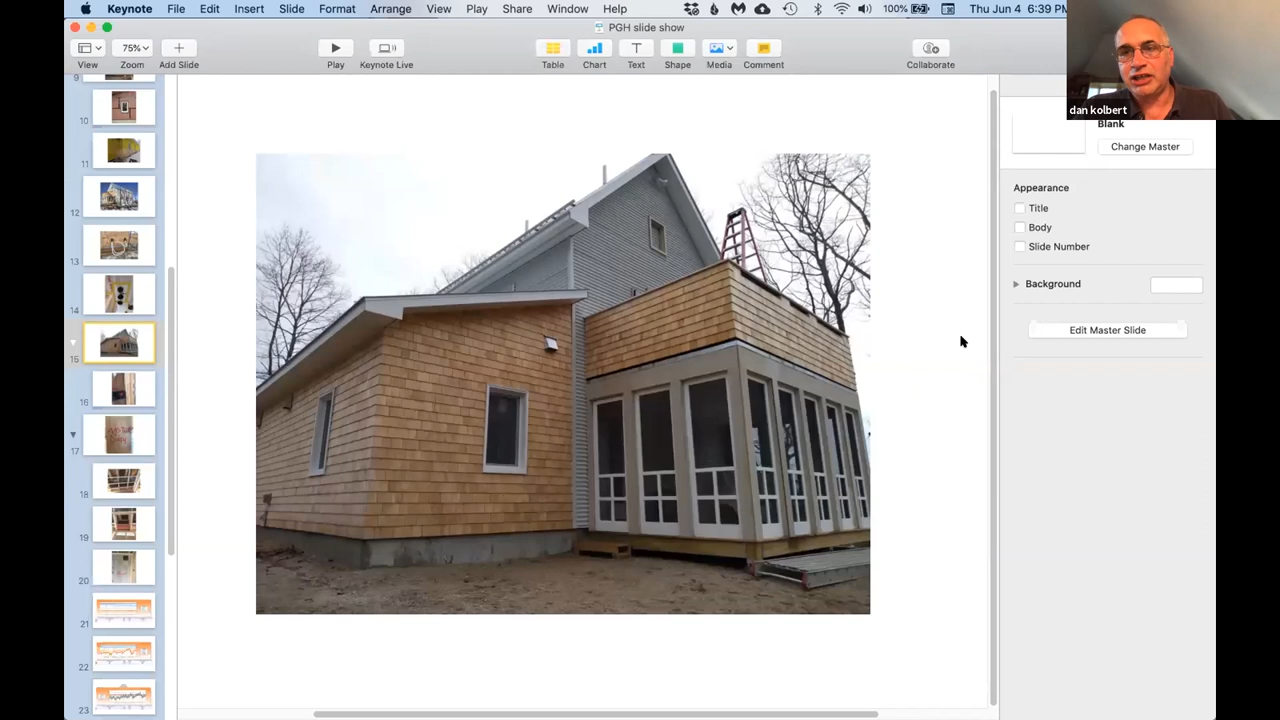 Keynote File Edit Insert Slide Format Arrange View Play Share Window Help 100% Thu Jun 4 6:39 PM
PGH slide show
75%
View Zoom Add Slide Play Keynote Live Table Chart Text Shape Media Comment Collaborate
dan kolbert
Blank
Change Master
Appearance
Title
Body
Slide Number
Background
Edit Master Slide
9
10
11
12
13
14
15
16
17
18
19
20
21
22
23